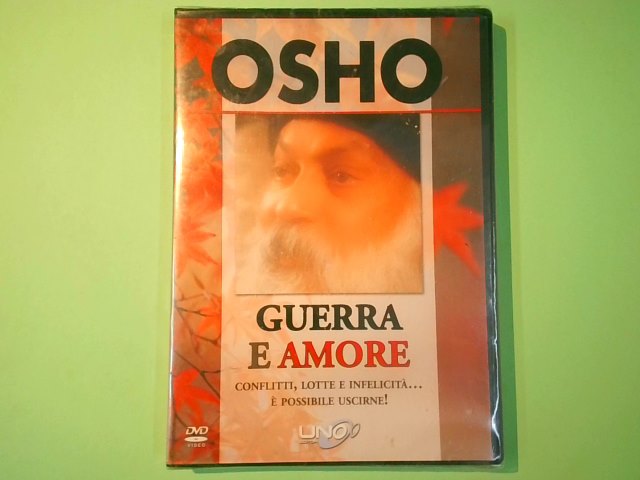 OSHO
GUERRA
E AMORE
CONFLITTI, LOTTE E INFELICITÀ...
È POSSIBILE USCIRNE!
DVD
VIDEO
UNO